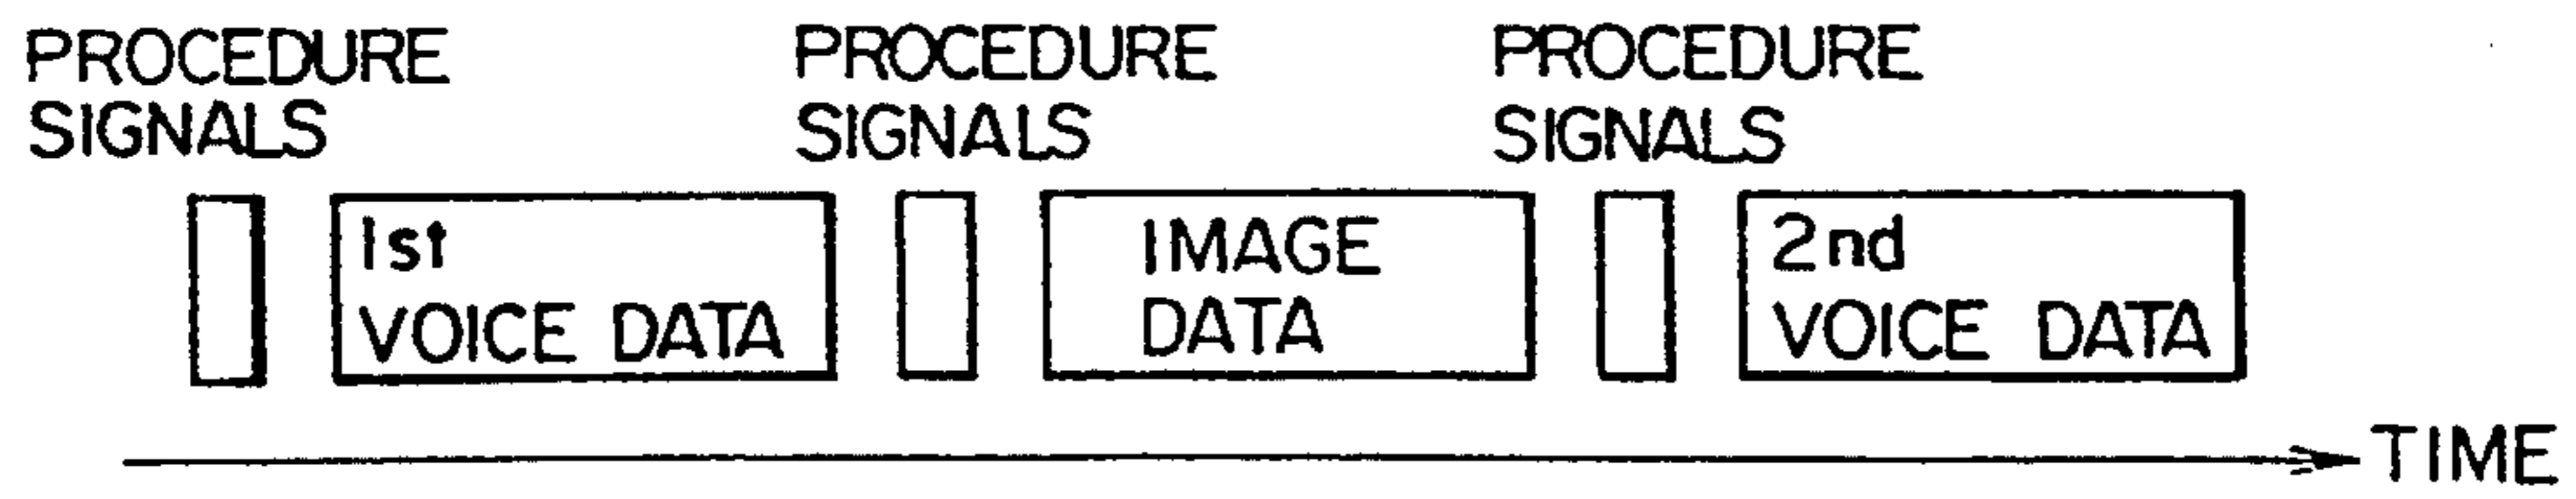 PROCEDURE
SIGNALS
PROCEDURE
SIGNALS
PROCEDURE
SIGNALS
1st
VOICE DATA
IMAGE
DATA
2nd
VOICE DATA
TIME